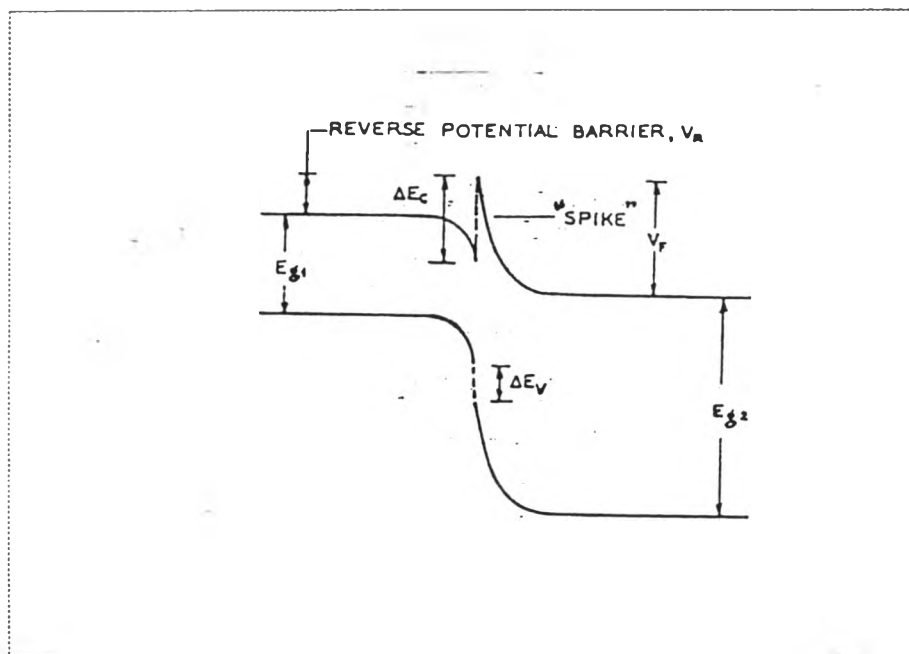 REVERSE POTENTIAL BARRIER, VR
ΔEC
"SPIKE"
VF
Eg1
ΔEV
Eg2